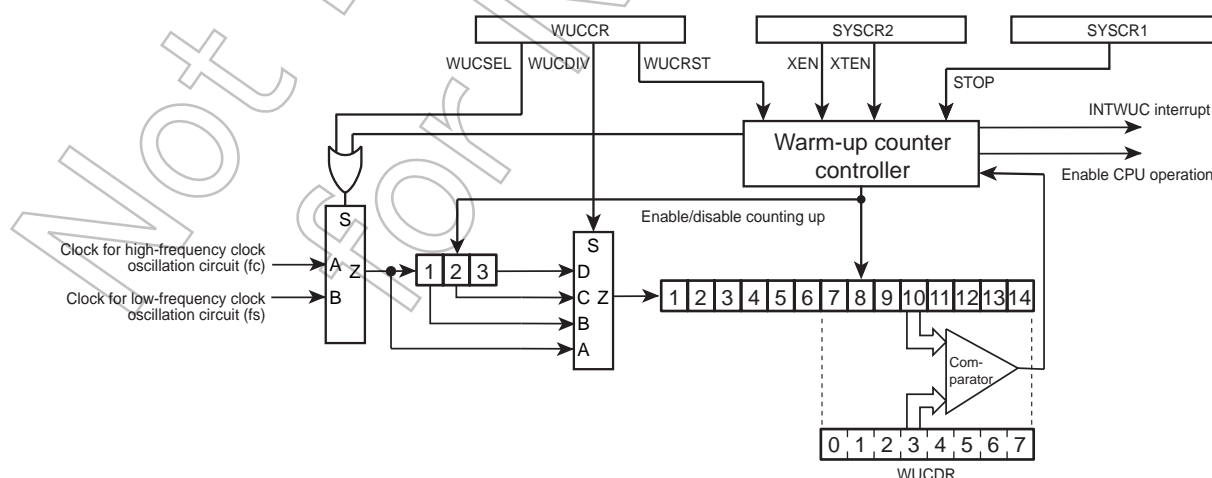 Not
for
WUCCR
SYSCR2
SYSCR1
WUCSEL
WUCDIV
WUCRST
XEN
XTEN
STOP
INTWUC interrupt
Warm-up counter
controller
Enable CPU operation
S
Enable/disable counting up
Clock for high-frequency clock
oscillation circuit (fc)
A
Z
B
Clock for low-frequency clock
oscillation circuit (fs)
1 2 3
S
D
C
Z
B
A
1 2 3 4 5 6 7 8 9 10 11 12 13 14
Com-
parator
0 1 2 3 4 5 6 7
WUCDR